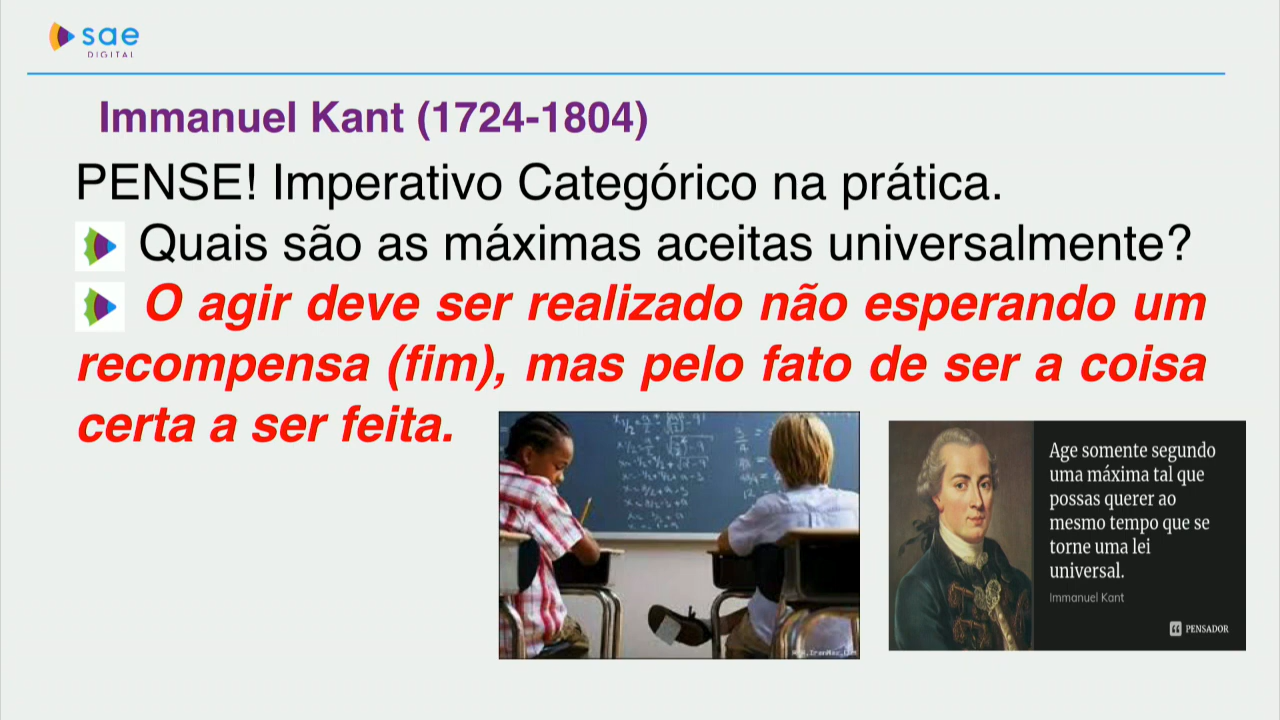 sae
DIGITAL
Immanuel Kant (1724-1804)
PENSE! Imperativo Categórico na prática.
Quais são as máximas aceitas universalmente?
O agir deve ser realizado não esperando um
recompensa (fim), mas pelo fato de ser a coisa
certa a ser feita.
Age somente segundo
uma máxima tal que
possas querer ao
mesmo tempo que se
torne uma lei
universal.
Immanuel Kant
PENSADOR